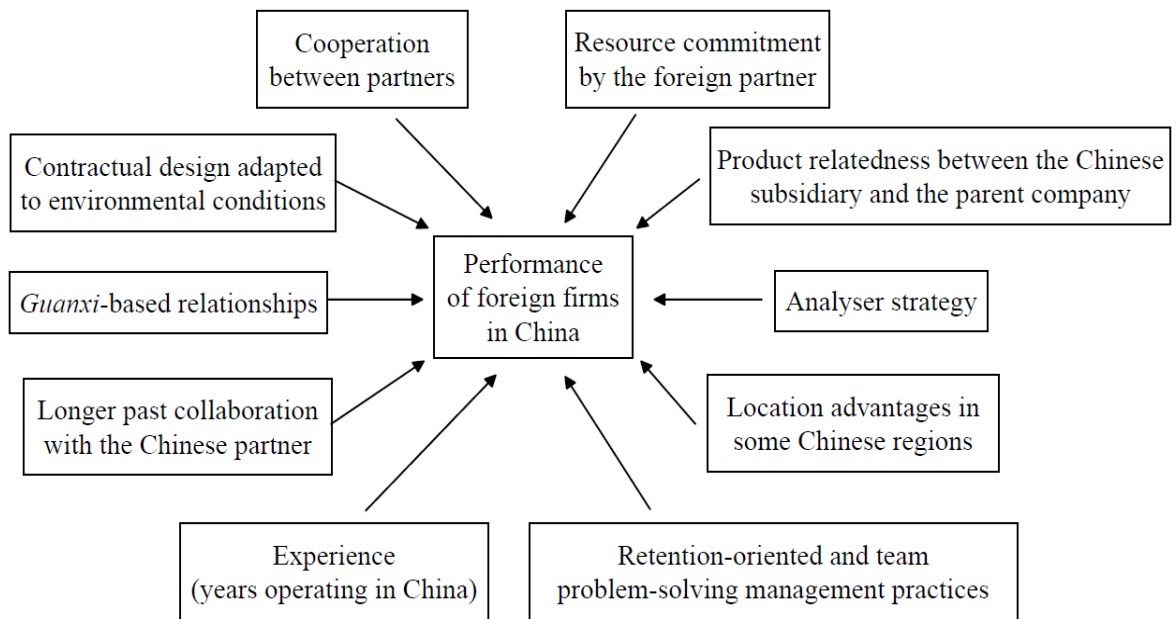 Cooperation
between partners
Resource commitment
by the foreign partner
Contractual design adapted
to environmental conditions
Product relatedness between the Chinese
subsidiary and the parent company
Performance
of foreign firms
in China
Guanxi-based relationships
Analyser strategy
Longer past collaboration
with the Chinese partner
Location advantages in
some Chinese regions
Experience
(years operating in China)
Retention-oriented and team
problem-solving management practices